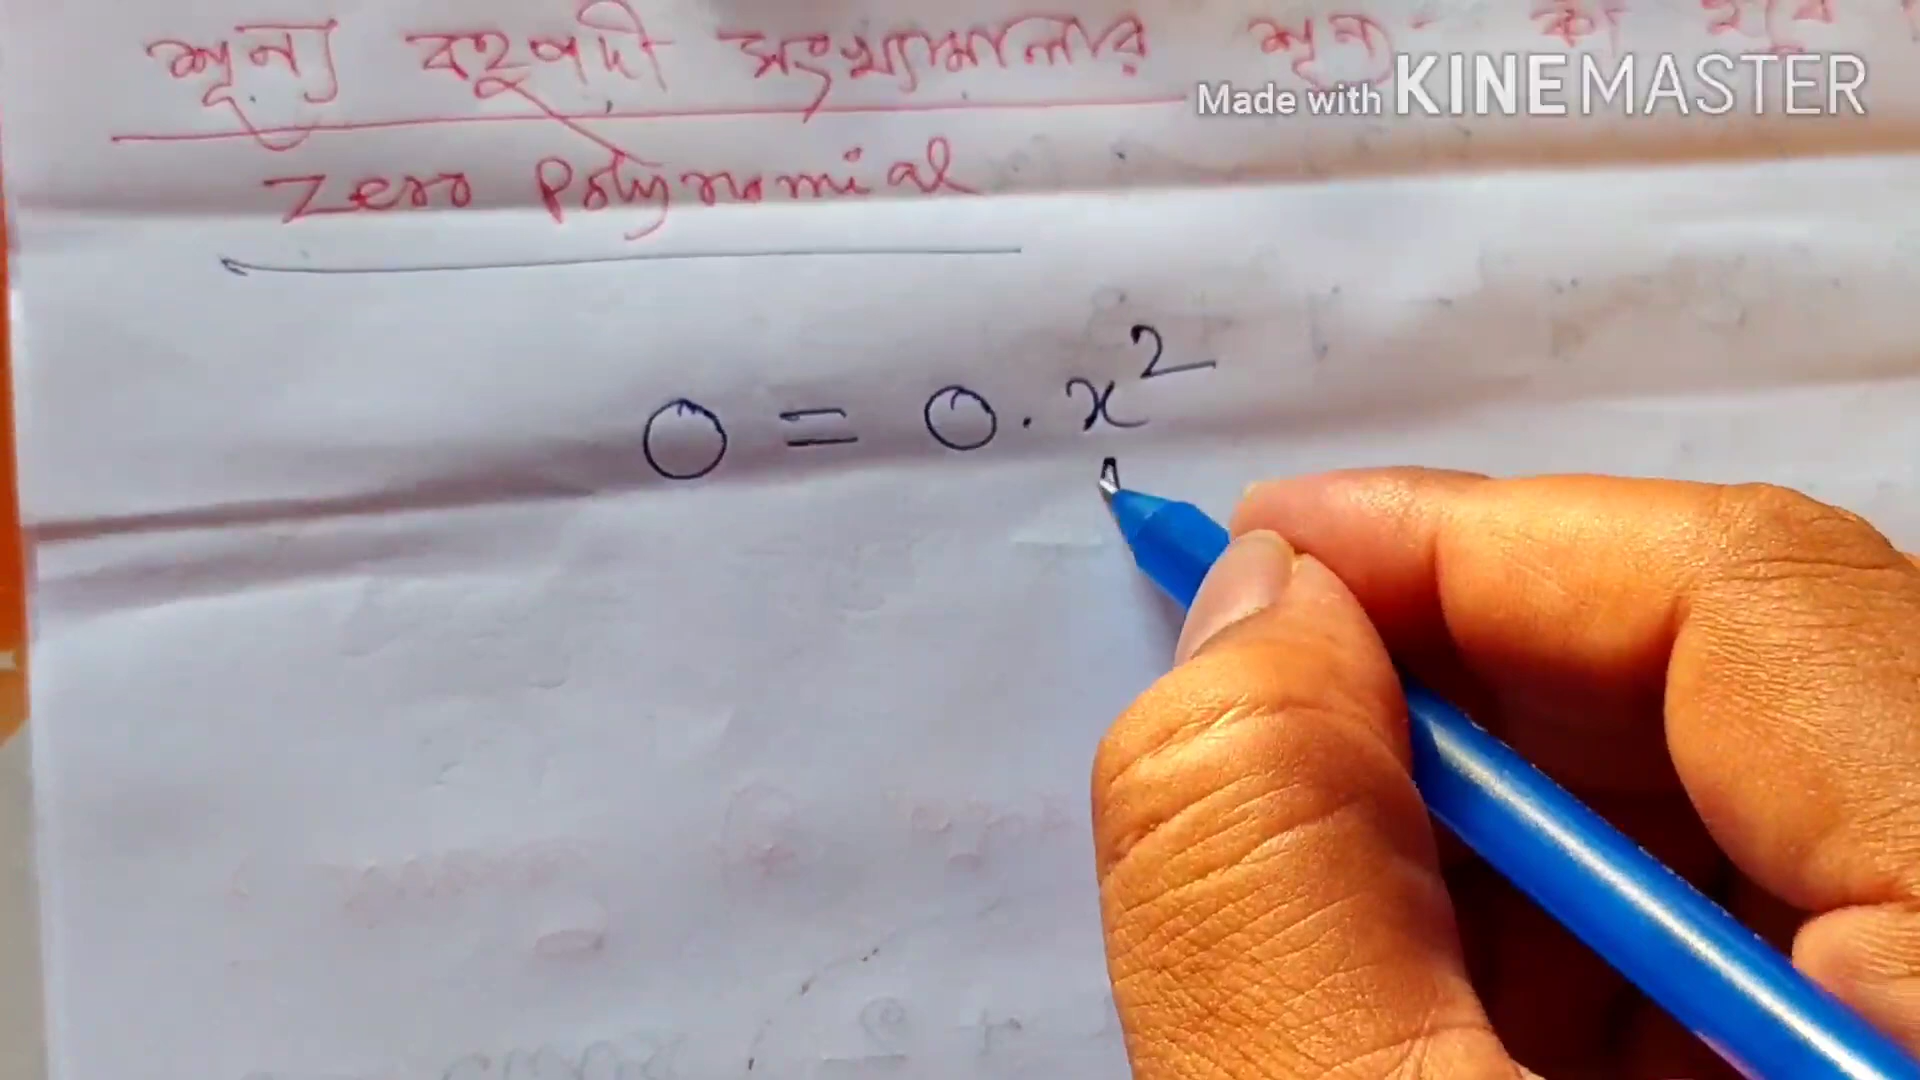 শূন্য বহুপদী সংখ্যামালার শূন্য
Made with KINEMASTER
Zero Polynomial
0 = 0 . x²